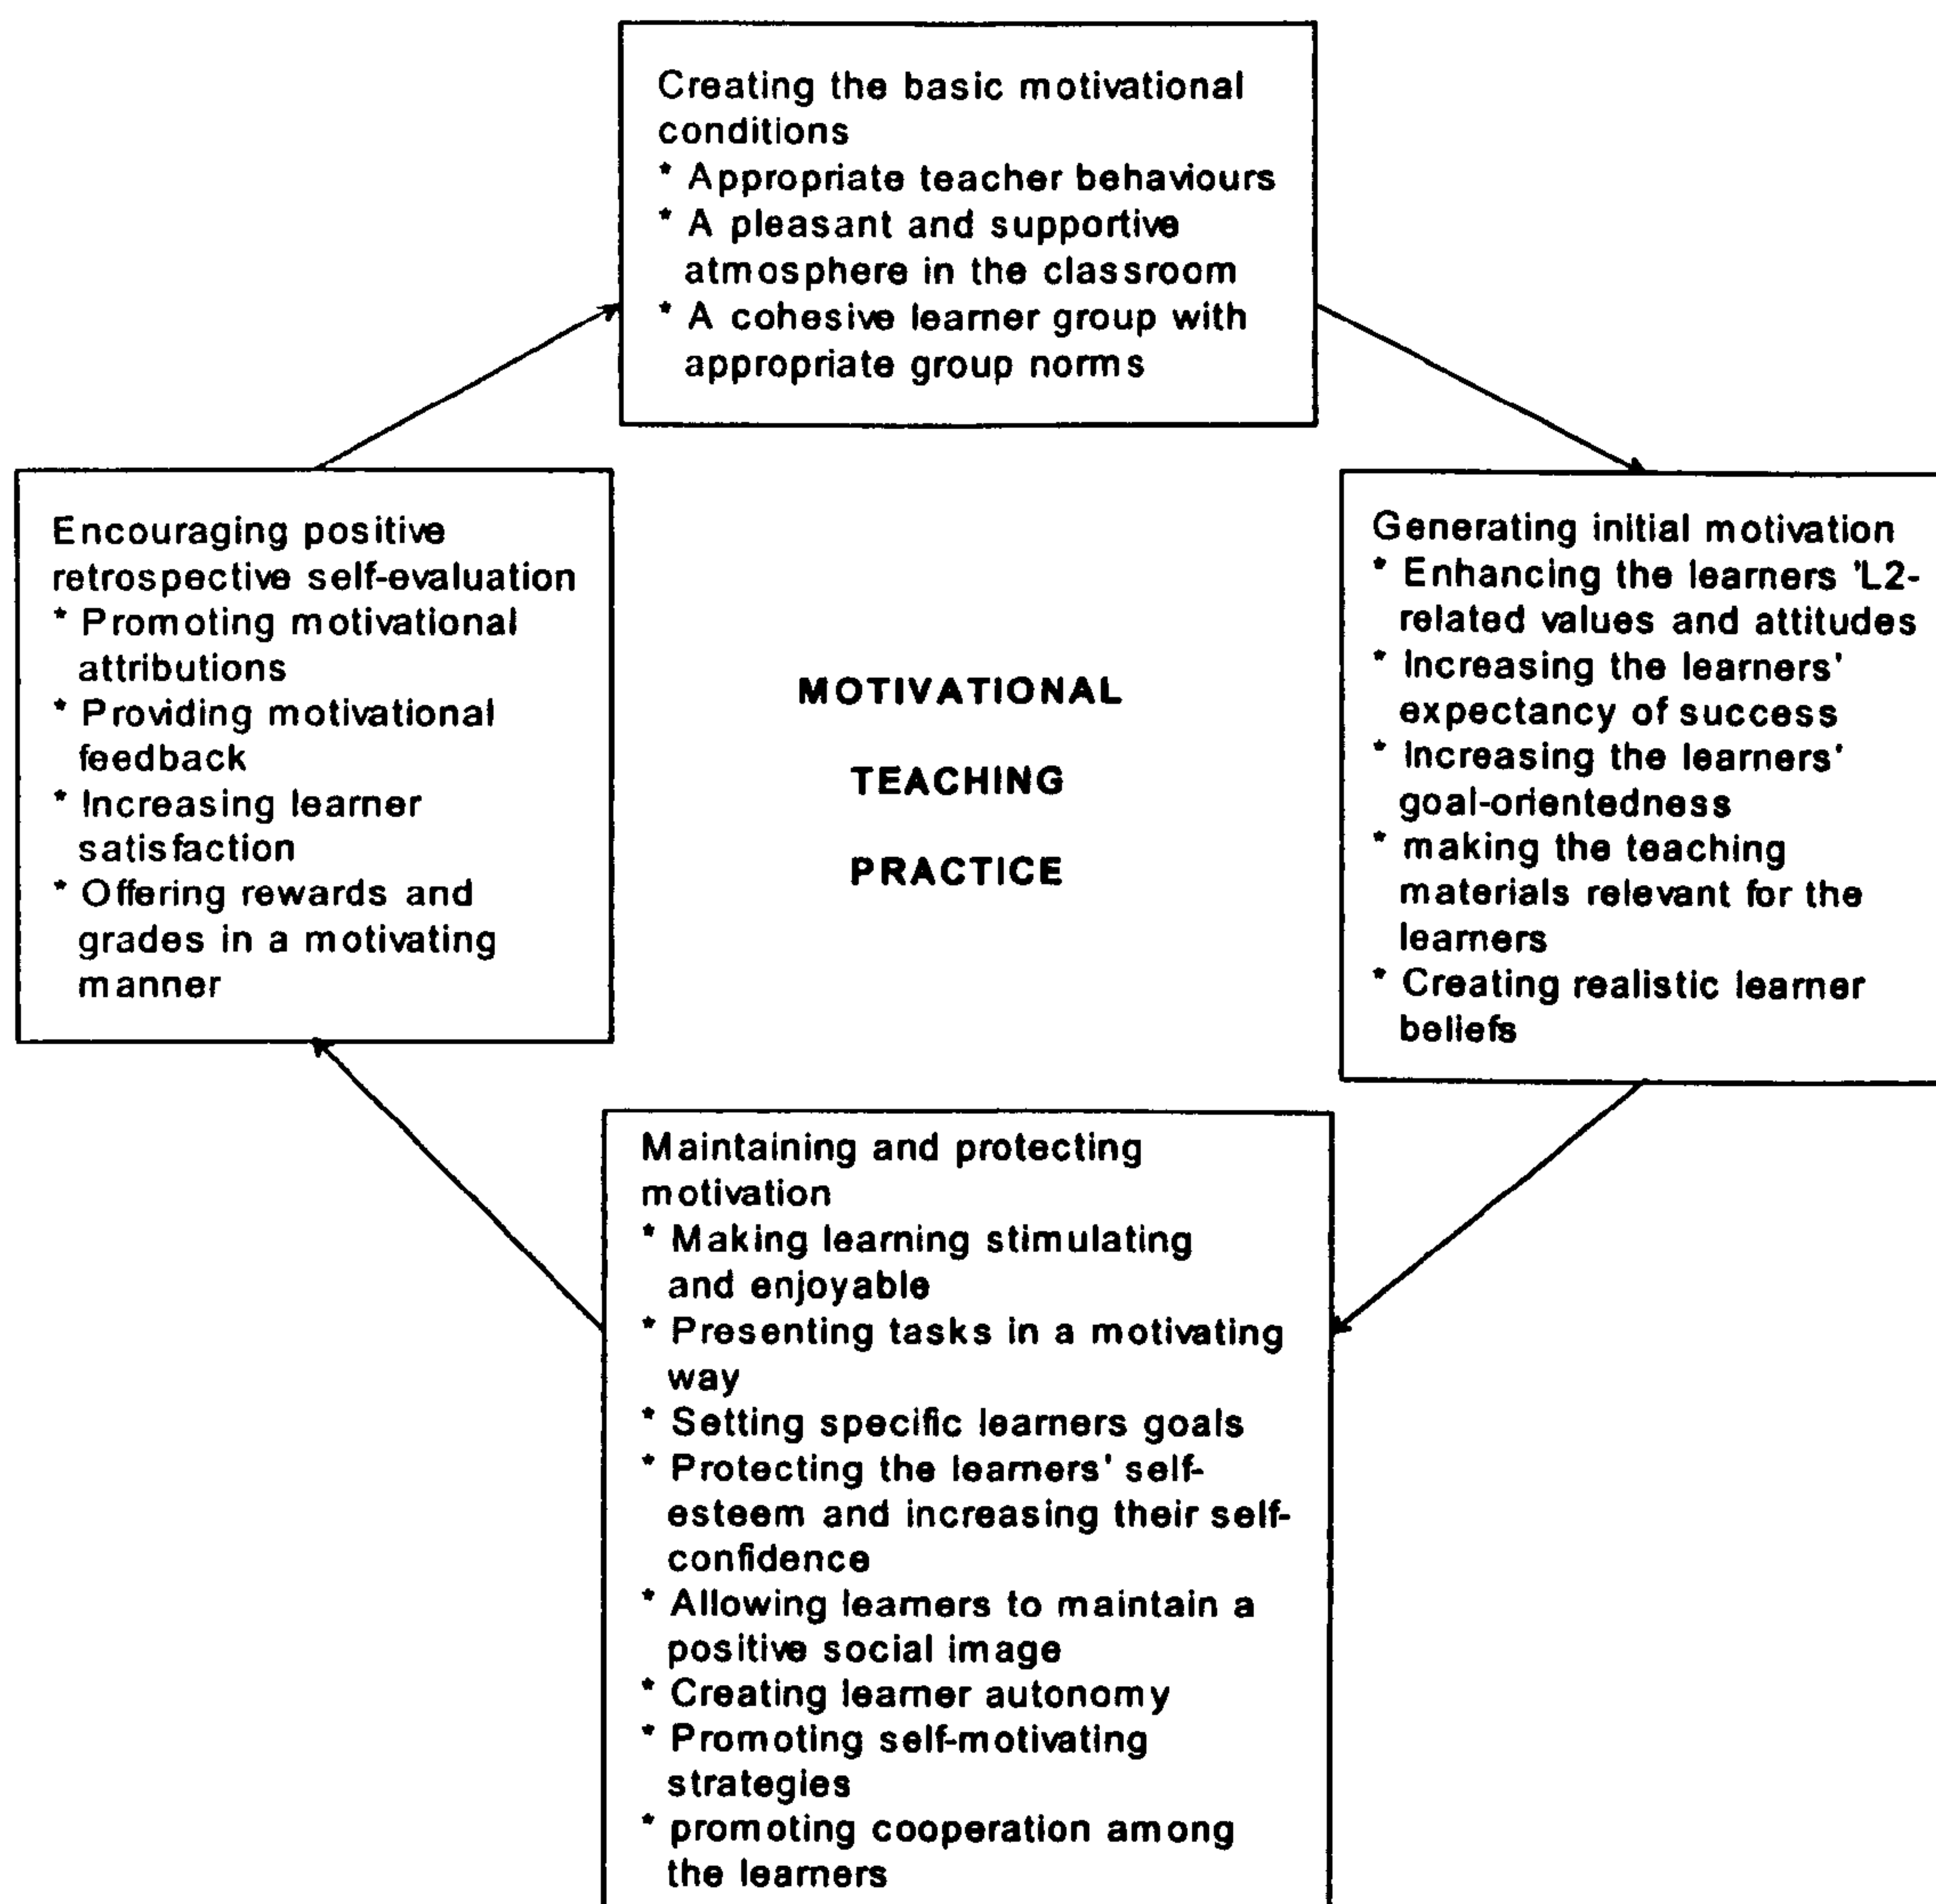 Creating the basic motivational
conditions
* Appropriate teacher behaviours
* A pleasant and supportive
atmosphere in the classroom
* A cohesive learner group with
appropriate group norms
Encouraging positive
retrospective self-evaluation
* Promoting motivational
attributions
* Providing motivational
feedback
* Increasing learner
satisfaction
* Offering rewards and
grades in a motivating
manner
MOTIVATIONAL
TEACHING
PRACTICE
Generating initial motivation
* Enhancing the learners 'L2-
related values and attitudes
* Increasing the learners'
expectancy of success
* Increasing the learners'
goal-orientedness
* making the teaching
materials relevant for the
learners
* Creating realistic learner
beliefs
Maintaining and protecting
motivation
* Making learning stimulating
and enjoyable
* Presenting tasks in a motivating
way
* Setting specific learners goals
* Protecting the learners' self-
esteem and increasing their self-
confidence
* Allowing learners to maintain a
positive social image
* Creating learner autonomy
* Promoting self-motivating
strategies
* promoting cooperation among
the learners